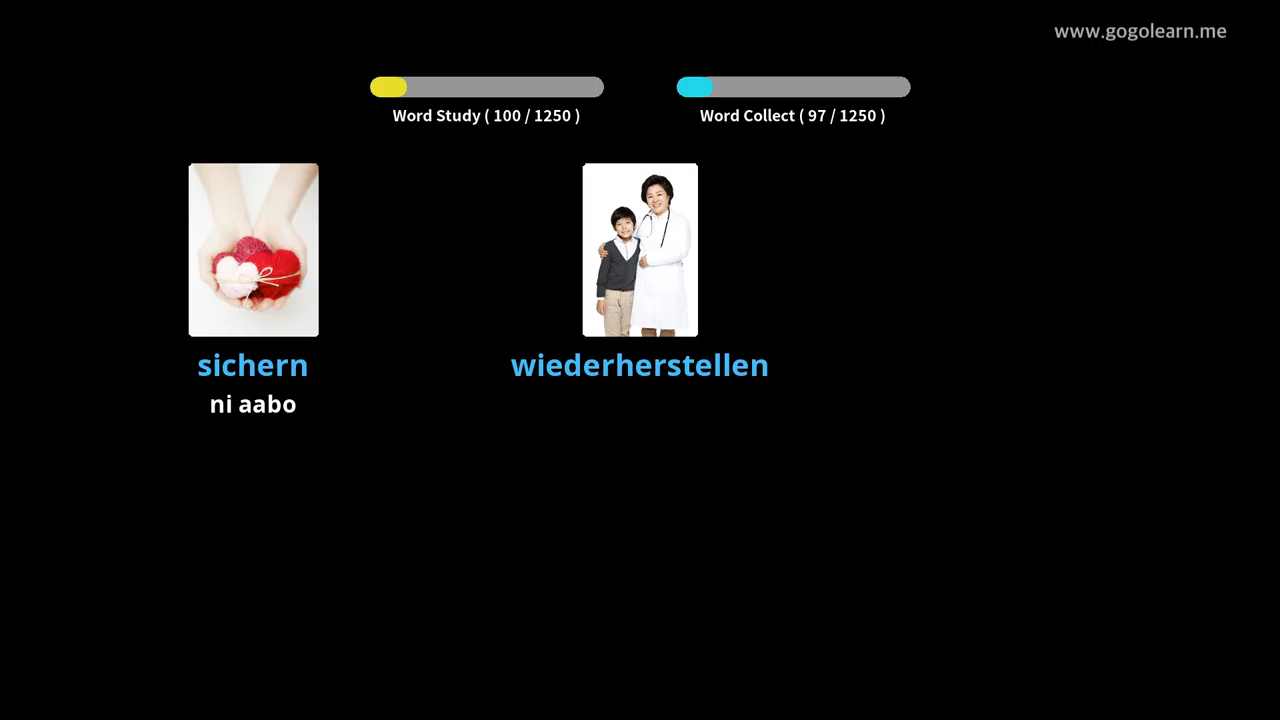 www.gogolearn.me
Word Study ( 100 / 1250 )
Word Collect ( 97 / 1250 )
sichern
wiederherstellen
ni aabo